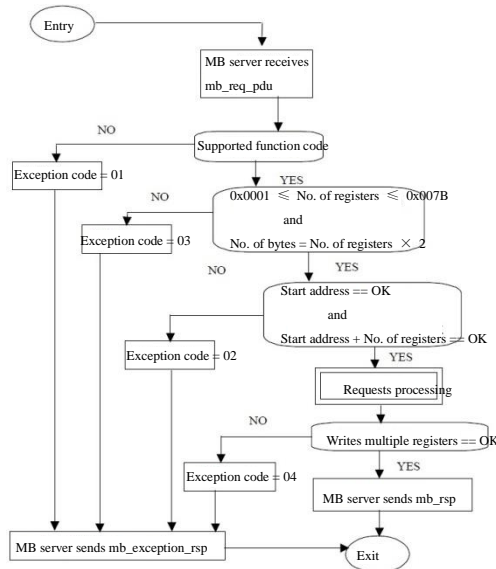 Entry
MB server receives
mb_req_pdu
NO
Supported function code
Exception code = 01
YES
NO
0x0001 ≤ No. of registers ≤ 0x007B
and
No. of bytes = No. of registers × 2
Exception code = 03
NO
YES
Start address == OK
and
Start address + No. of registers == OK
Exception code = 02
YES
Requests processing
NO
Writes multiple registers == OK
YES
Exception code = 04
MB server sends mb_rsp
MB server sends mb_exception_rsp
Exit